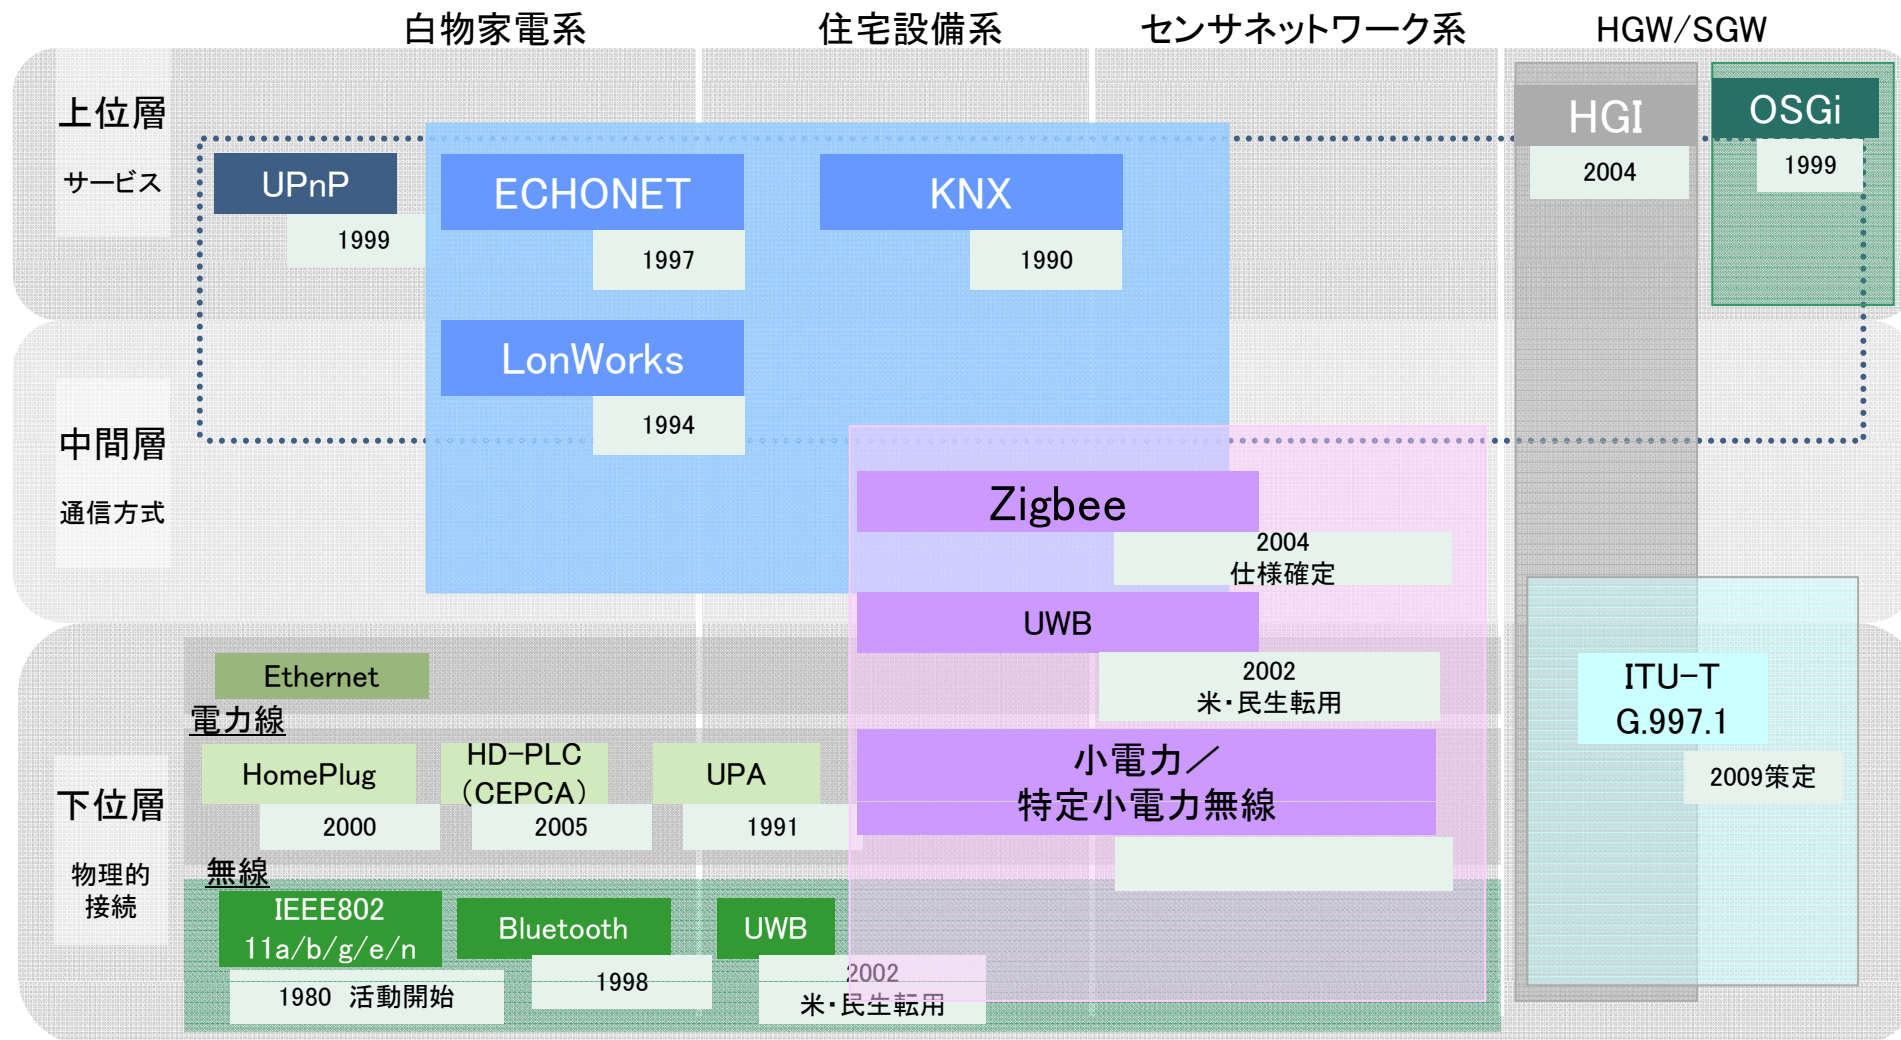 白物家電系
住宅設備系
センサネットワーク系
HGW/SGW
上位層
サービス
UPnP
1999
ECHONET
1997
KNX
1990
HGI
2004
OSGi
1999
中間層
通信方式
LonWorks
1994
Zigbee
2004
仕様確定
UWB
2002
米・民生転用
下位層
物理的
接続
Ethernet
電力線
HomePlug
2000
HD-PLC
(CEPCA)
2005
UPA
1991
小電力／
特定小電力無線
ITU-T
G.997.1
2009策定
無線
IEEE802
11a/b/g/e/n
1980 活動開始
Bluetooth
1998
UWB
2002
米・民生転用